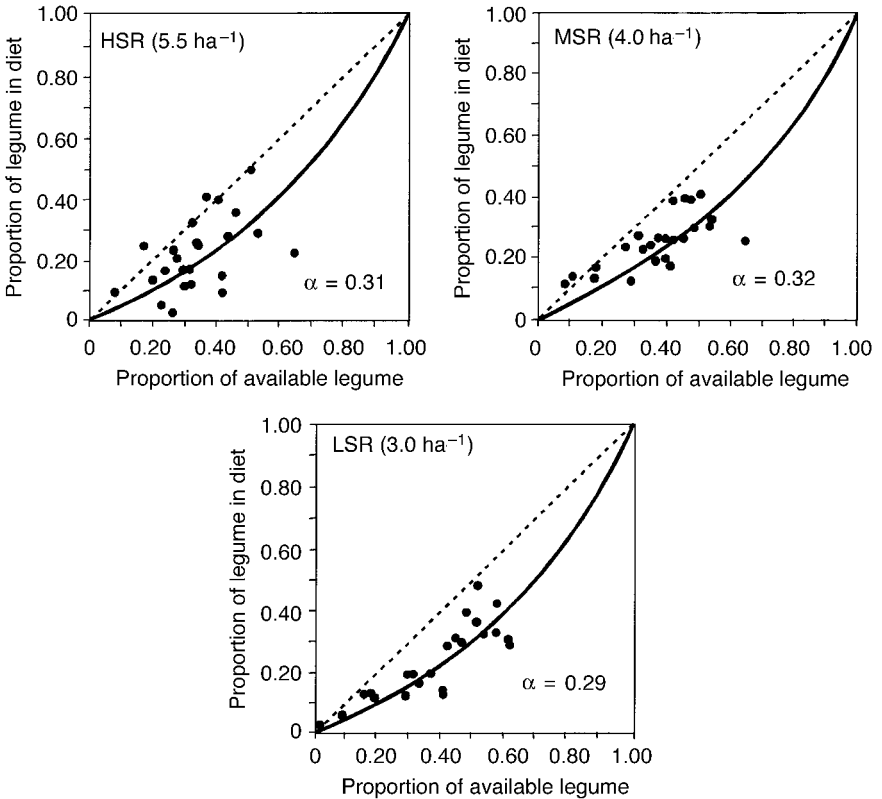 HSR (5.5 ha⁻¹)
Proportion of legume in diet
1.00
0.80
0.60
0.40
0.20
0
α = 0.31
0 0.20 0.40 0.60 0.80 1.00
Proportion of available legume
MSR (4.0 ha⁻¹)
Proportion of legume in diet
1.00
0.80
0.60
0.40
0.20
0
α = 0.32
0 0.20 0.40 0.60 0.80 1.00
Proportion of available legume
LSR (3.0 ha⁻¹)
Proportion of legume in diet
1.00
0.80
0.60
0.40
0.20
0
α = 0.29
0 0.20 0.40 0.60 0.80 1.00
Proportion of available legume